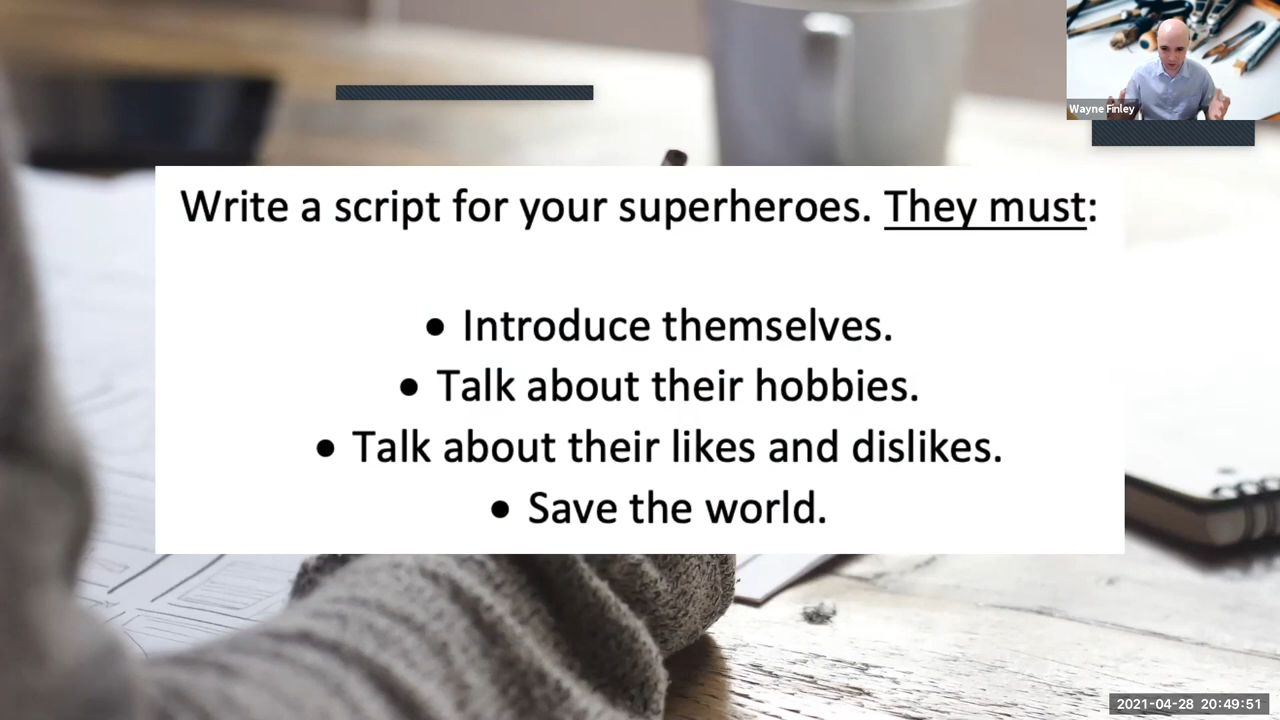 Wayne Finley
Write a script for your superheroes. They must:
• Introduce themselves.
• Talk about their hobbies.
• Talk about their likes and dislikes.
• Save the world.
2021-04-28 20:49:51